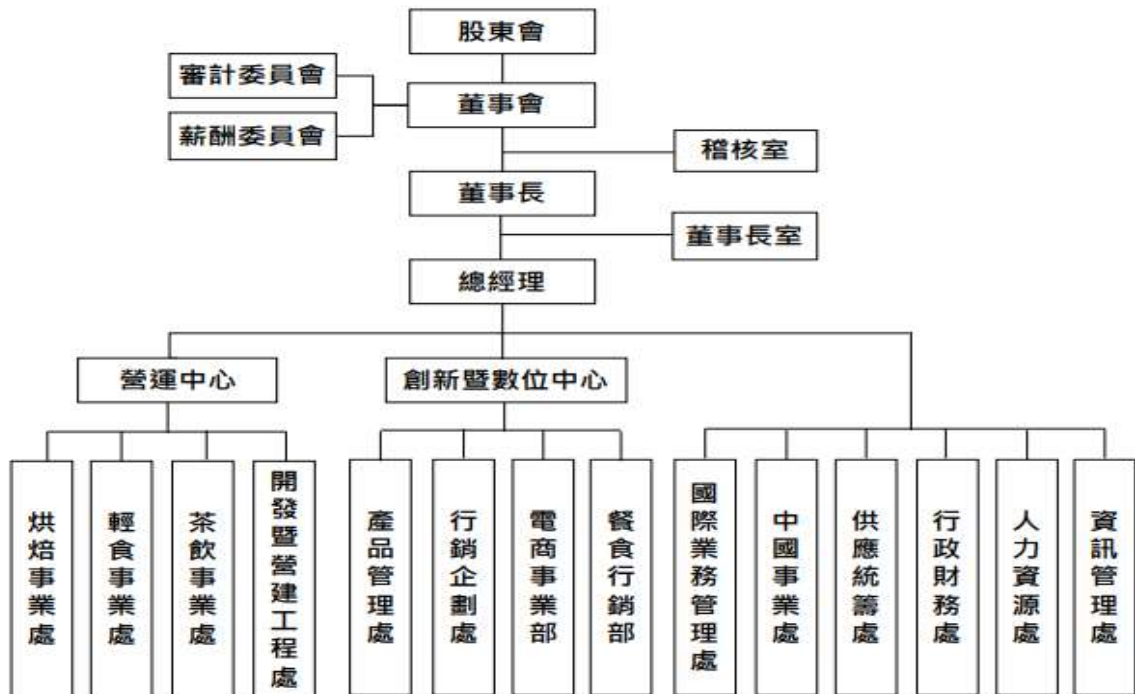 股東會
審計委員會
董事會
薪酬委員會
稽核室
董事長
董事長室
總經理
營運中心
創新暨數位中心
烘焙事業處
輕食事業處
茶飲事業處
開發暨營建工程處
產品管理處
行銷企劃處
電商事業部
餐食行銷部
國際業務管理處
中國事業處
供應統籌處
行政財務處
人力資源處
資訊管理處